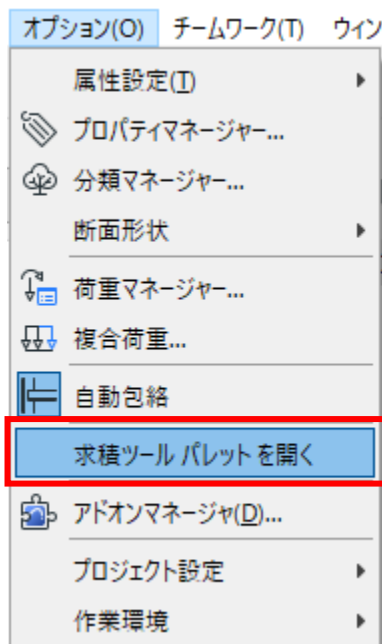 オプション(O) チームワーク(T) ウィン
属性設定(T)
プロパティマネージャー...
分類マネージャー...
断面形状
荷重マネージャー...
複合荷重...
自動包絡
求積ツール パレット を開く
アドオンマネージャ(D)...
プロジェクト設定
作業環境